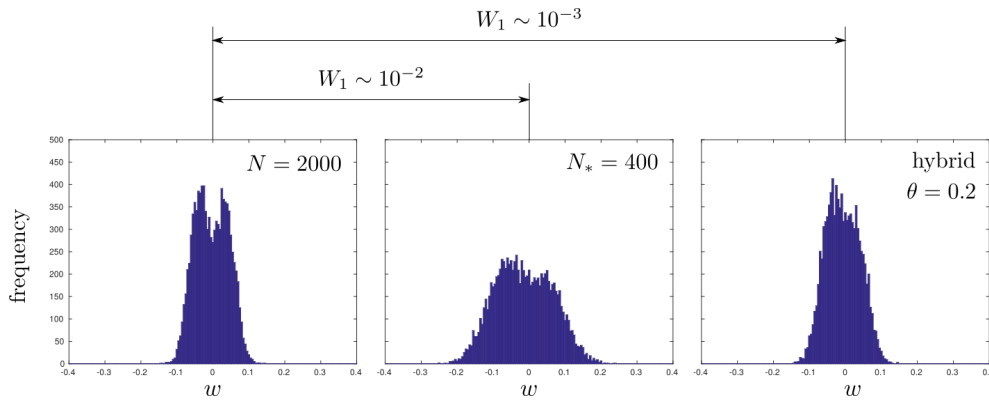 W₁ ∼ 10⁻³
W₁ ∼ 10⁻²
frequency
500
450
400
350
300
250
200
150
100
50
0
N = 2000
-0.4 -0.3 -0.2 -0.1 0 0.1 0.2 0.3 0.4
w
N∗ = 400
-0.4 -0.3 -0.2 -0.1 0 0.1 0.2 0.3 0.4
w
hybrid
θ = 0.2
-0.4 -0.3 -0.2 -0.1 0 0.1 0.2 0.3 0.4
w